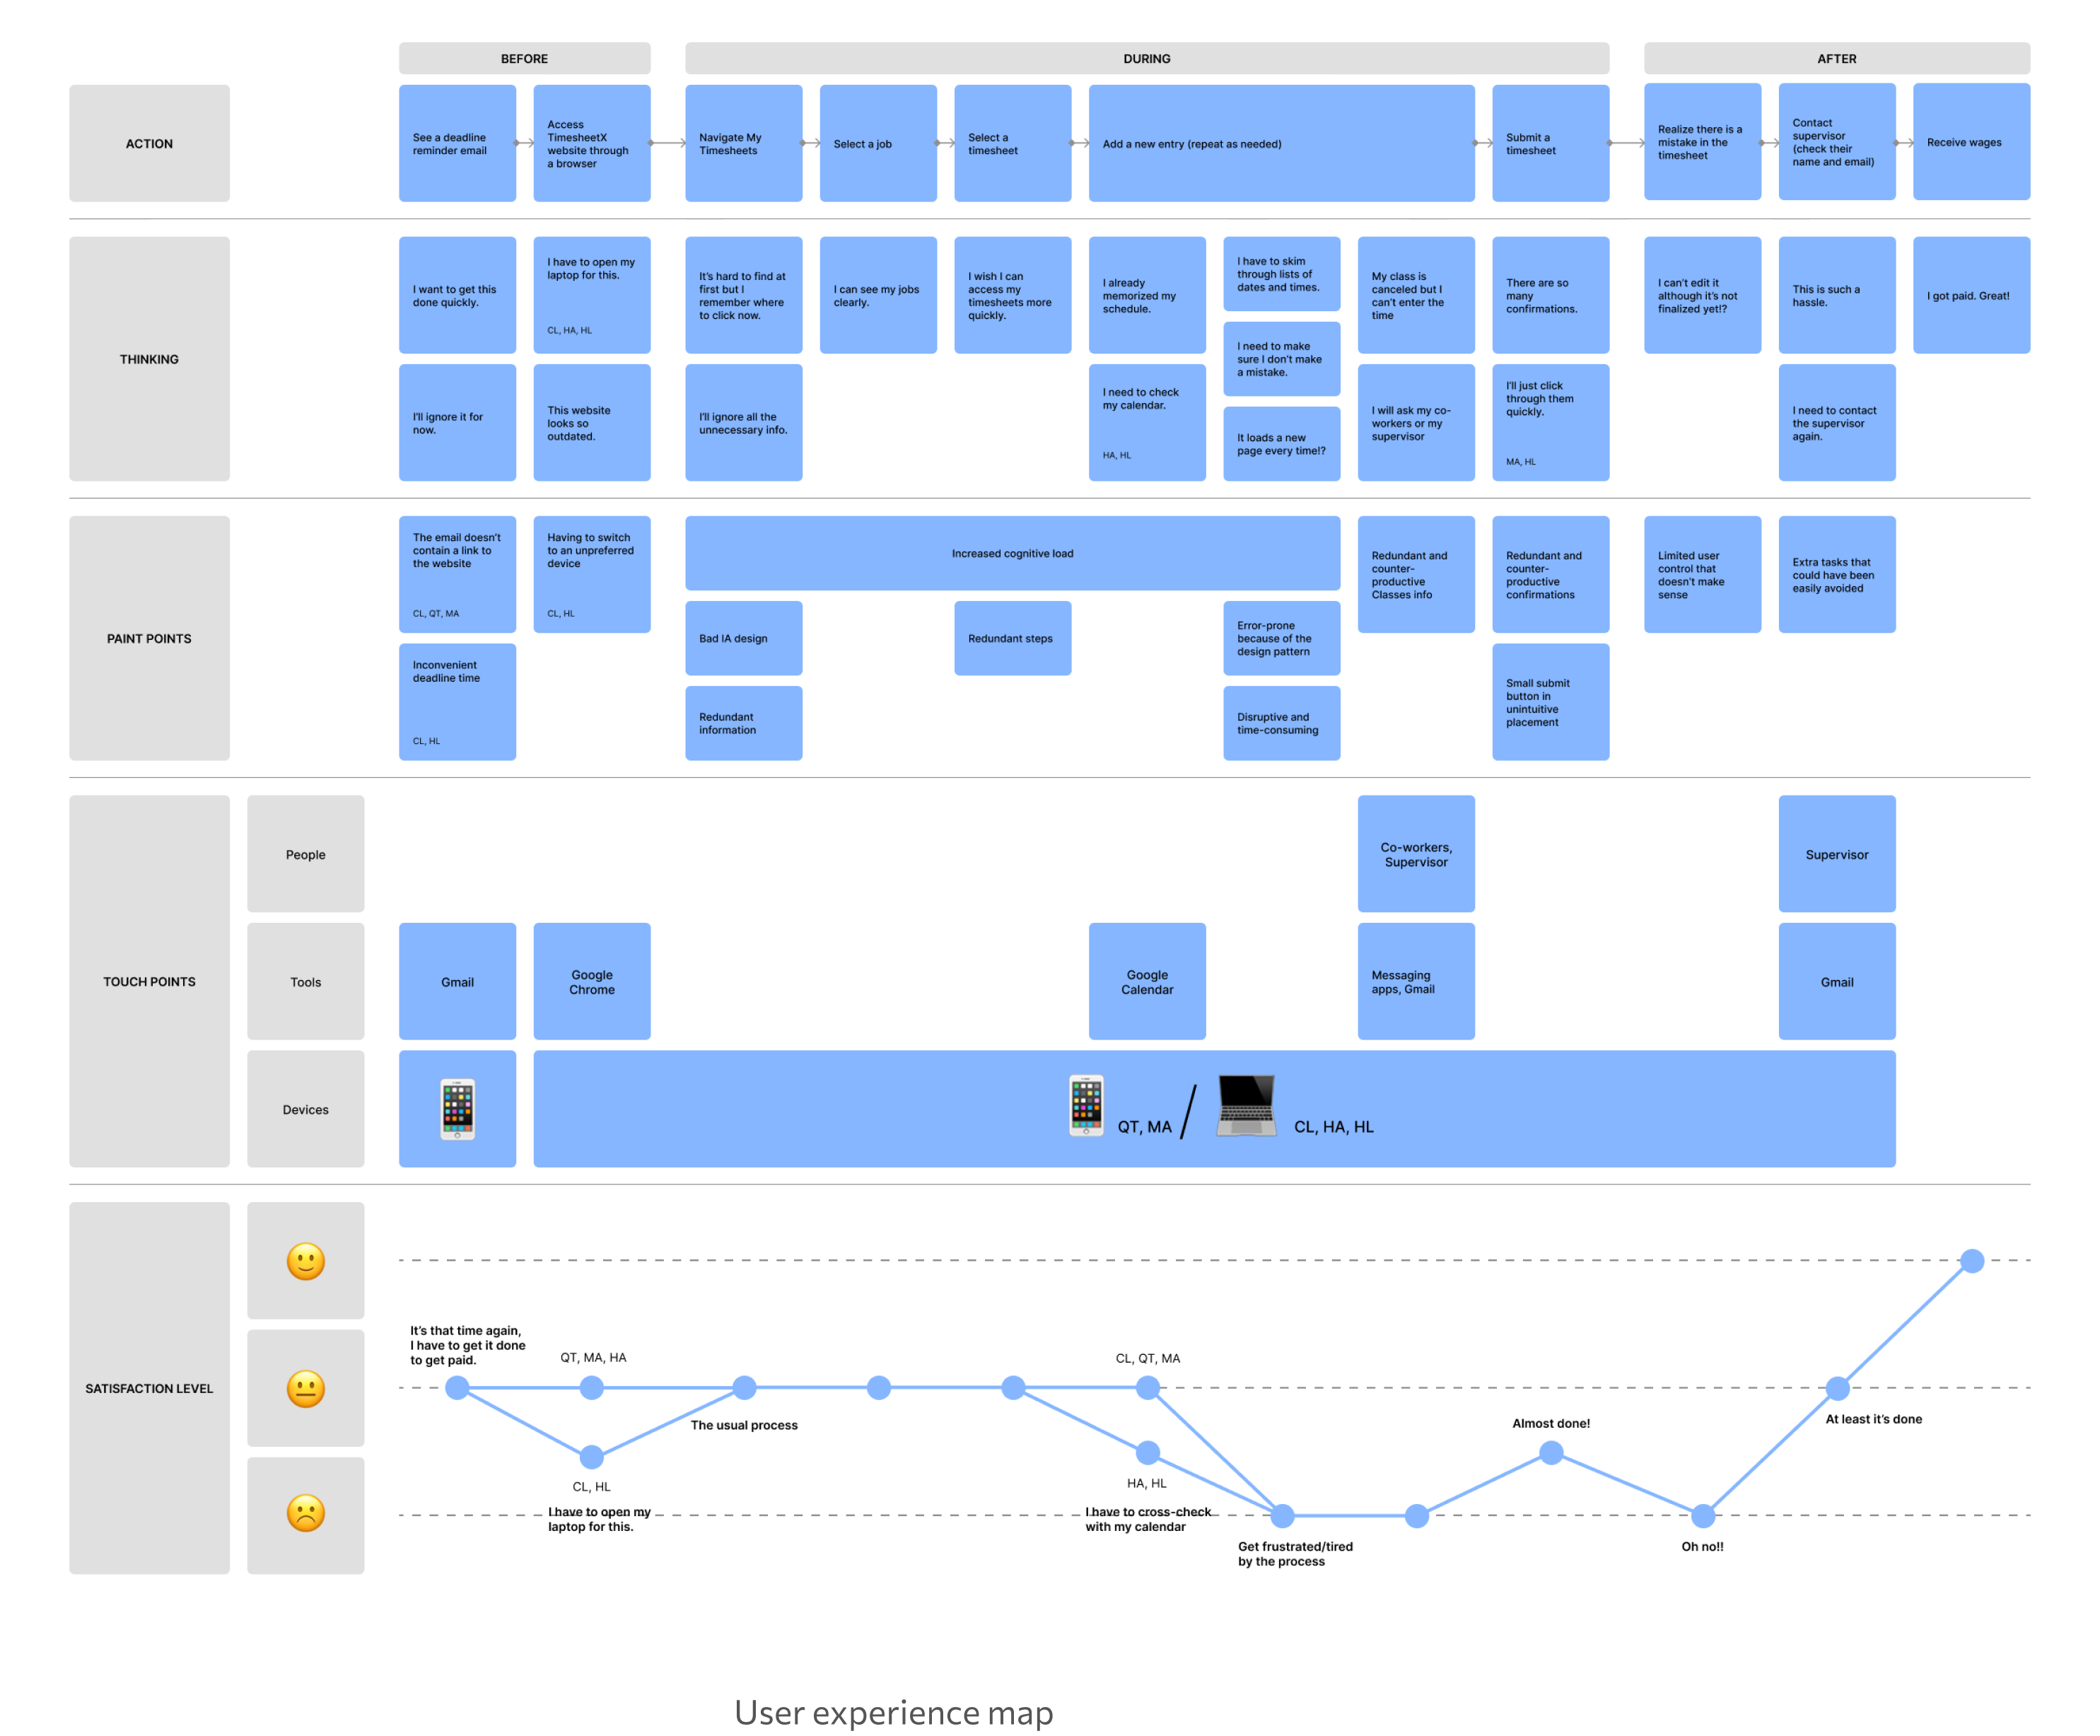 BEFORE
DURING
AFTER
ACTION
See a deadline
reminder email
Access
TimesheetX
website through
a browser
Navigate My
Timesheets
Select a job
Select a
timesheet
Add a new entry (repeat as needed)
Submit a
timesheet
Realize there is a
mistake in the
timesheet
Contact
supervisor
(check their
name and email)
Receive wages
THINKING
I want to get this
done quickly.
I have to open my
laptop for this.
CL, HA, HL
It's hard to find at
first but I
remember where
to click now.
I can see my jobs
clearly.
I wish I can
access my
timesheets more
quickly.
I already
memorized my
schedule.
I have to skim
through lists of
dates and times.
I need to make
sure I don't make
a mistake.
It loads a new
page every time!?
My class is
canceled but I
can't enter the
time
There are so
many
confirmations.
I can't edit it
although it's not
finalized yet!?
This is such a
hassle.
I got paid. Great!
I'll ignore it for
now.
This website
looks so
outdated.
I'll ignore all the
unnecessary info.
I need to check
my calendar.
HA, HL
I will ask my co-
workers or my
supervisor
I'll just click
through them
quickly.
MA, HL
I need to contact
the supervisor
again.
PAINT POINTS
The email doesn't
contain a link to
the website
CL, QT, MA
Having to switch
to an unpreferred
device
CL, HL
Increased cognitive load
Redundant and
counter-
productive
Classes info
Redundant and
counter-
productive
confirmations
Limited user
control that
doesn't make
sense
Extra tasks that
could have been
easily avoided
Inconvenient
deadline time
CL, HL
Bad IA design
Redundant
information
Redundant steps
Error-prone
because of the
design pattern
Disruptive and
time-consuming
Small submit
button in
unintuitive
placement
TOUCH POINTS
People
Co-workers,
Supervisor
Supervisor
Tools
Gmail
Google
Chrome
Google
Calendar
Messaging
apps, Gmail
Gmail
Devices
QT, MA / CL, HA, HL
SATISFACTION LEVEL
It's that time again,
I have to get it done
to get paid.
QT, MA, HA
CL, HL
I have to open my
laptop for this.
The usual process
CL, QT, MA
HA, HL
I have to cross-check
with my calendar
Get frustrated/tired
by the process
Almost done!
Oh no!!
At least it's done
User experience map